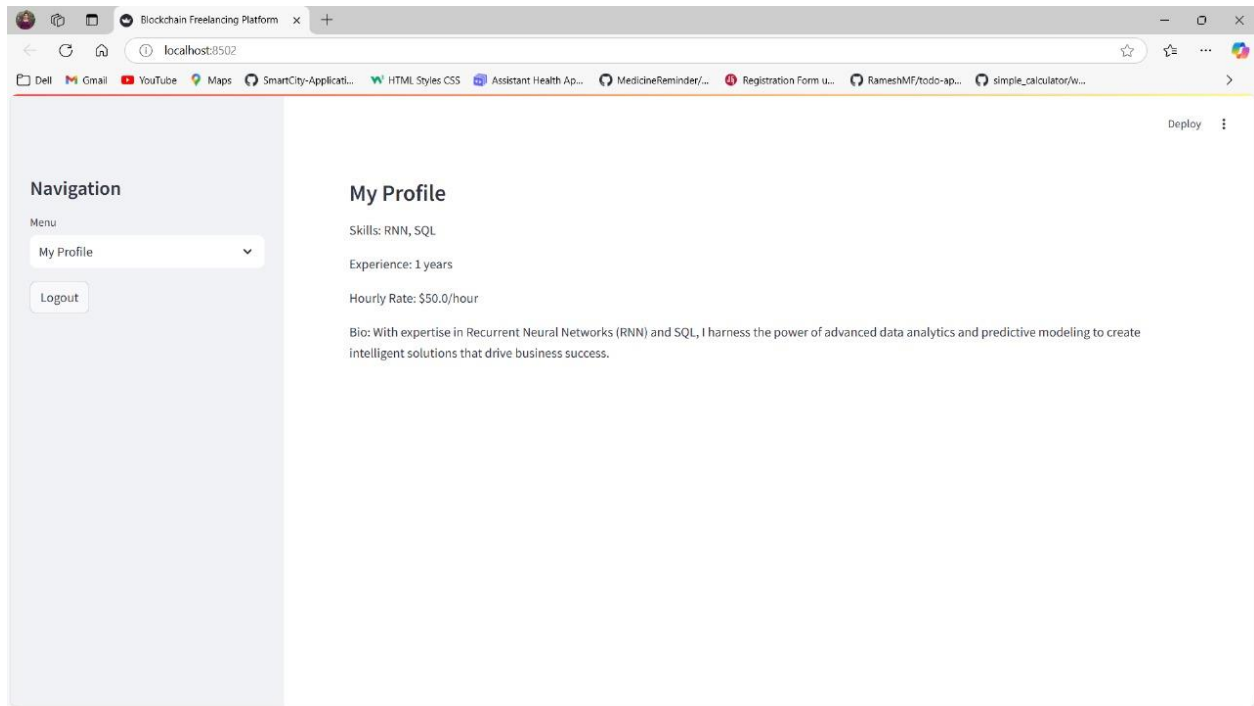 Blockchain Freelancing Platform
localhost:8502
Dell Gmail YouTube Maps SmartCity-Applicati... HTML Styles CSS Assistant Health Ap... MedicineReminder/... Registration Form u... RameshMF/todo-ap... simple_calculator/w...
Deploy
Navigation
Menu
My Profile
Logout
My Profile
Skills: RNN, SQL
Experience: 1 years
Hourly Rate: $50.0/hour
Bio: With expertise in Recurrent Neural Networks (RNN) and SQL, I harness the power of advanced data analytics and predictive modeling to create
intelligent solutions that drive business success.